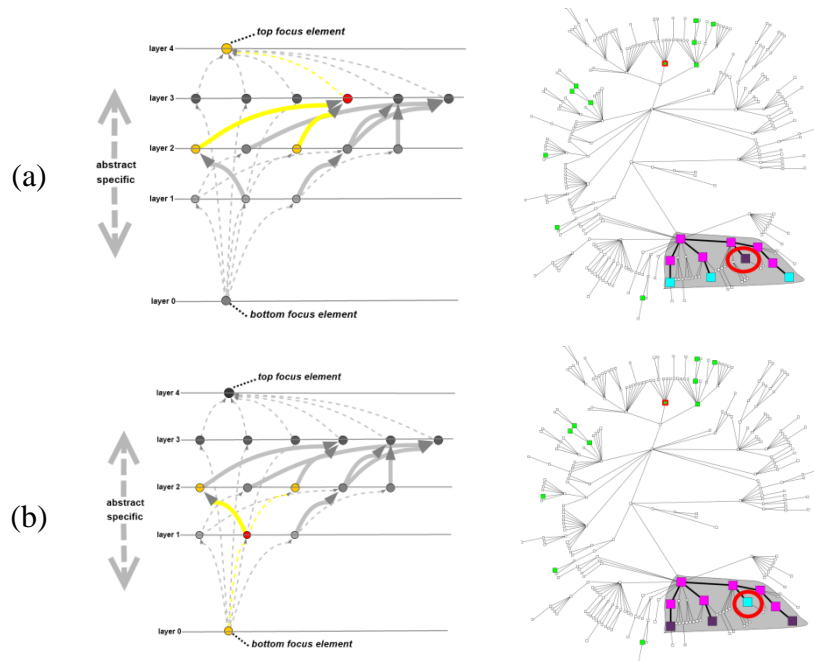 top focus element
layer 4
layer 3
abstract
specific
layer 2
(a)
layer 1
layer 0
bottom focus element
top focus element
layer 4
layer 3
layer 2
abstract
specific
(b)
layer 1
layer 0
bottom focus element